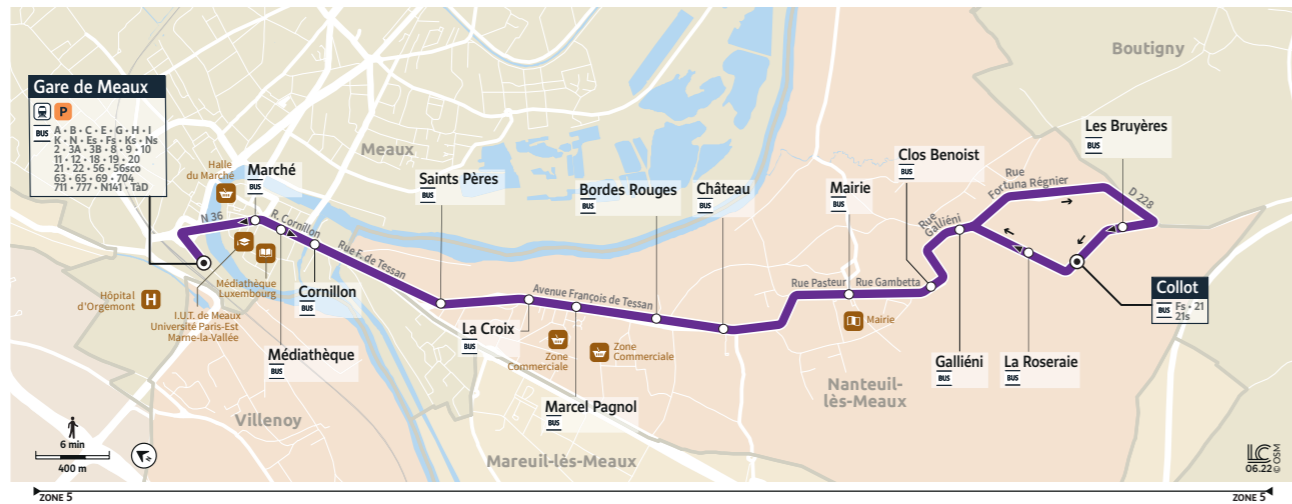 Gare de Meaux
P
BUS
A • B • C • E • G • H • I
K • N • Es • Fs • Ks • Ns
2 • 3A • 3B • 8 • 9 • 10
11 • 12 • 18 • 19 • 20
21 • 22 • 56 • 56sco
63 • 65 • 69 • 704
711 • 777 • N141 • TàD
Halle
du Marché
Marché
BUS
N 36
R. Cornillon
Meaux
Rue F. de Tessan
Saints Pères
BUS
Bordes Rouges
BUS
Château
BUS
Mairie
BUS
Clos Benoist
BUS
Rue
Galliéni
Rue
Fortuna Régnier
Boutigny
Les Bruyères
BUS
D 228
Hôpital
d'Orgemont
H
I.U.T. de Meaux
Université Paris-Est
Marne-la-Vallée
Médiathèque
Luxembourg
Cornillon
BUS
Médiathèque
BUS
La Croix
BUS
Avenue François de Tessan
Zone
Commerciale
Zone
Commerciale
Marcel Pagnol
BUS
Rue Pasteur
Rue Gambetta
Mairie
Galliéni
BUS
La Roseraie
BUS
Collot
BUS
Fs • 21
21s
Nanteuil-
lès-Meaux
Villenoy
Mareuil-lès-Meaux
6 min
400 m
LC
06.22
© OSM
ZONE 5
ZONE 5